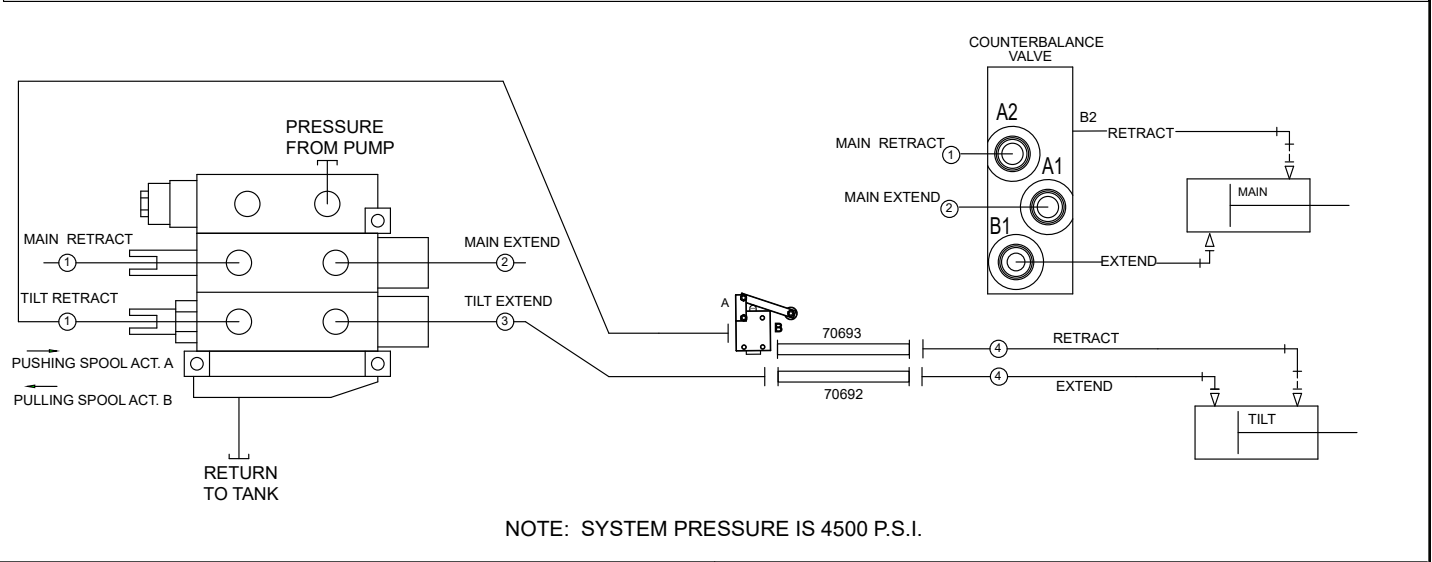 COUNTERBALANCE
VALVE
A2
B2
RETRACT
PRESSURE
FROM PUMP
MAIN RETRACT
1
A1
MAIN
MAIN EXTEND
2
B1
EXTEND
MAIN RETRACT
1
MAIN EXTEND
2
TILT RETRACT
1
TILT EXTEND
3
A
B
70693
4
RETRACT
PUSHING SPOOL ACT. A
PULLING SPOOL ACT. B
70692
4
EXTEND
TILT
RETURN
TO TANK
NOTE: SYSTEM PRESSURE IS 4500 P.S.I.